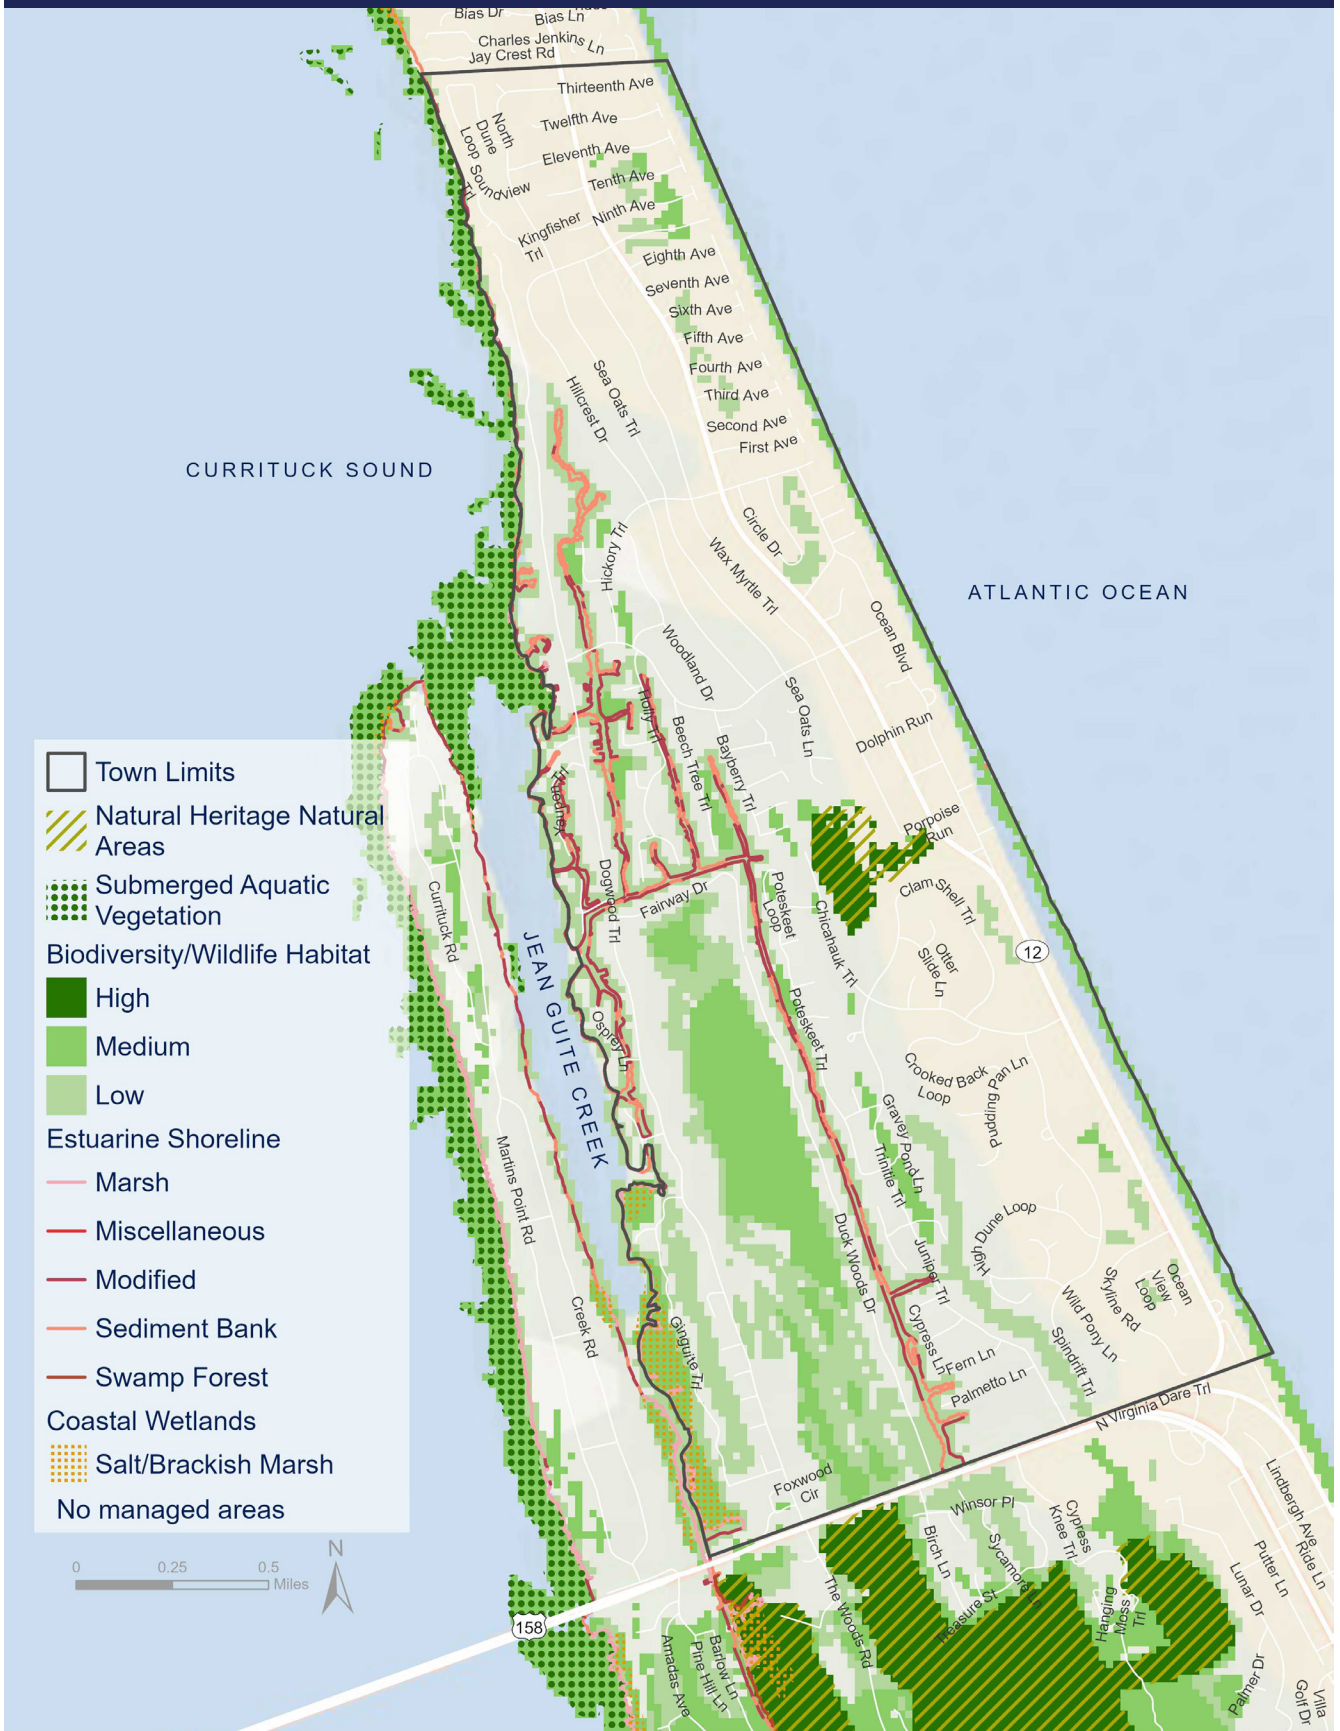 Bias Dr
Bias Ln
Charles Jenkins Ln
Jay Crest Rd
Thirteenth Ave
Twelfth Ave
Eleventh Ave
North
Dune
Loop
Soundview
Trl
Tenth Ave
Ninth Ave
Kingfisher
Trl
Eighth Ave
Seventh Ave
Sixth Ave
Fifth Ave
Fourth Ave
Third Ave
Second Ave
First Ave
Sea Oats Trl
Hillcrest Dr
CURRITUCK SOUND
Circle Dr
Hickory Trl
Wax Myrtle Trl
ATLANTIC OCEAN
Ocean Blvd
Woodland Dr
Sea Oats Ln
Holly Trl
Beech Tree Trl
Bayberry Trl
Dolphin Run
Porpoise
Run
Dogwood Trl
Fairway Dr
Poteskeet
Loop
Chicahauk Trl
Clam Shell Trl
12
Otter
Slide Ln
Currituck Rd
JEAN GUITE CREEK
Osprey Ln
Poteskeet Trl
Crooked Back
Loop
Pudding Pan Ln
Gravey Pond Ln
Trinitie Trl
Martins Point Rd
Duck Woods Dr
High Dune Loop
Juniper Trl
Ocean
View
Loop
Skyline Rd
Wild Pony Ln
Spindrift Trl
Creek Rd
Ginguite Trl
Cypress Ln
Fern Ln
Palmetto Ln
N Virginia Dare Trl
Foxwood
Cir
Winsor Pl
Birch Ln
Sycamore Ln
Cypress
Knee Trl
Lindbergh Ave
Ride Ln
Putter Ln
Lunar Dr
Treasure St
Hanging
Moss
Trl
The Woods Rd
158
Amadas Ave
Pine Hill Ln
Barlow Ln
Palmer Dr
Villa
Golf Dr
Town Limits
Natural Heritage Natural
Areas
Submerged Aquatic
Vegetation
Biodiversity/Wildlife Habitat
High
Medium
Low
Estuarine Shoreline
Marsh
Miscellaneous
Modified
Sediment Bank
Swamp Forest
Coastal Wetlands
Salt/Brackish Marsh
No managed areas
0
0.25
0.5
Miles
N